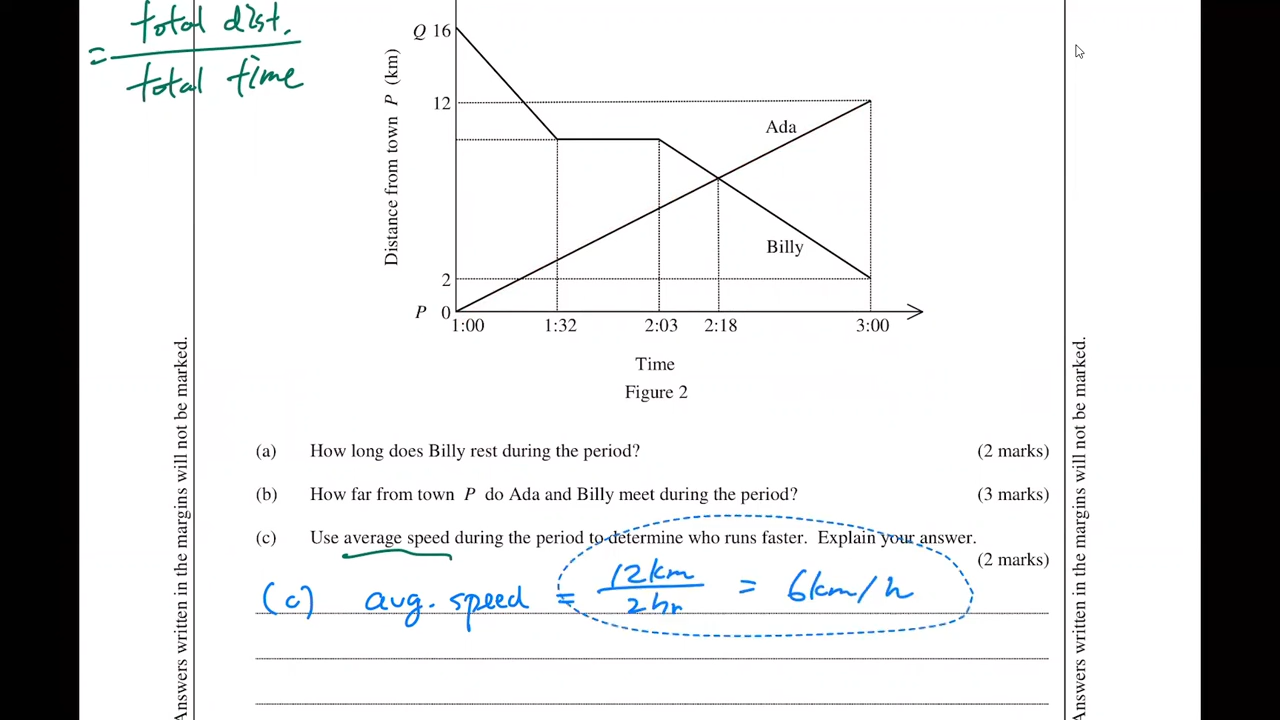 total dist.
=
total time
Q 16
12
Distance from town P (km)
Ada
Billy
2
P 0
1:00 1:32 2:03 2:18 3:00
Time
Figure 2
Answers written in the margins will not be marked.
Answers written in the margins will not be marked.
(a) How long does Billy rest during the period? (2 marks)
(b) How far from town P do Ada and Billy meet during the period? (3 marks)
(c) Use average speed during the period to determine who runs faster. Explain your answer.
(2 marks)
(c) avg. speed = 12km / 2hr = 6km/h